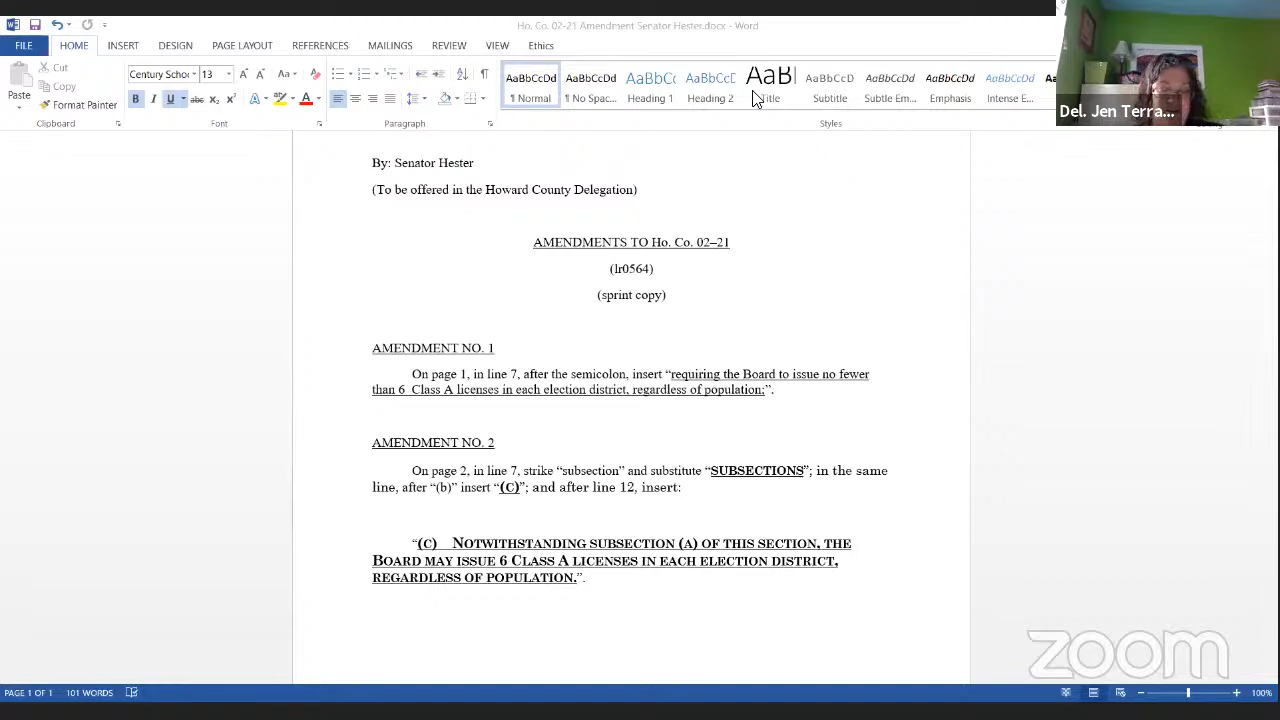 Ho. Co. 02-21 Amendment Senator Hester.docx - Word
FILE HOME INSERT DESIGN PAGE LAYOUT REFERENCES MAILINGS REVIEW VIEW Ethics
Paste Cut Copy Format Painter
Century Schor 13
AaBbCcDd AaBbCcDd AaBbCc AaBbCcD AaBb AaBbCcD AaBbCcDd AaBbCcDd AaBbCcDd
¶ Normal ¶ No Spac... Heading 1 Heading 2 Title Subtitle Subtle Em... Emphasis Intense E...
Clipboard Font Paragraph Styles
Del. Jen Terra...
By: Senator Hester
(To be offered in the Howard County Delegation)
AMENDMENTS TO Ho. Co. 02–21
(lr0564)
(sprint copy)
AMENDMENT NO. 1
On page 1, in line 7, after the semicolon, insert “requiring the Board to issue no fewer
than 6 Class A licenses in each election district, regardless of population;”.
AMENDMENT NO. 2
On page 2, in line 7, strike “subsection” and substitute “SUBSECTIONS”; in the same
line, after “(b)” insert “(C)”; and after line 12, insert:
“(C) NOTWITHSTANDING SUBSECTION (A) OF THIS SECTION, THE
BOARD MAY ISSUE 6 CLASS A LICENSES IN EACH ELECTION DISTRICT,
REGARDLESS OF POPULATION.”.
zoom
PAGE 1 OF 1 101 WORDS 100%